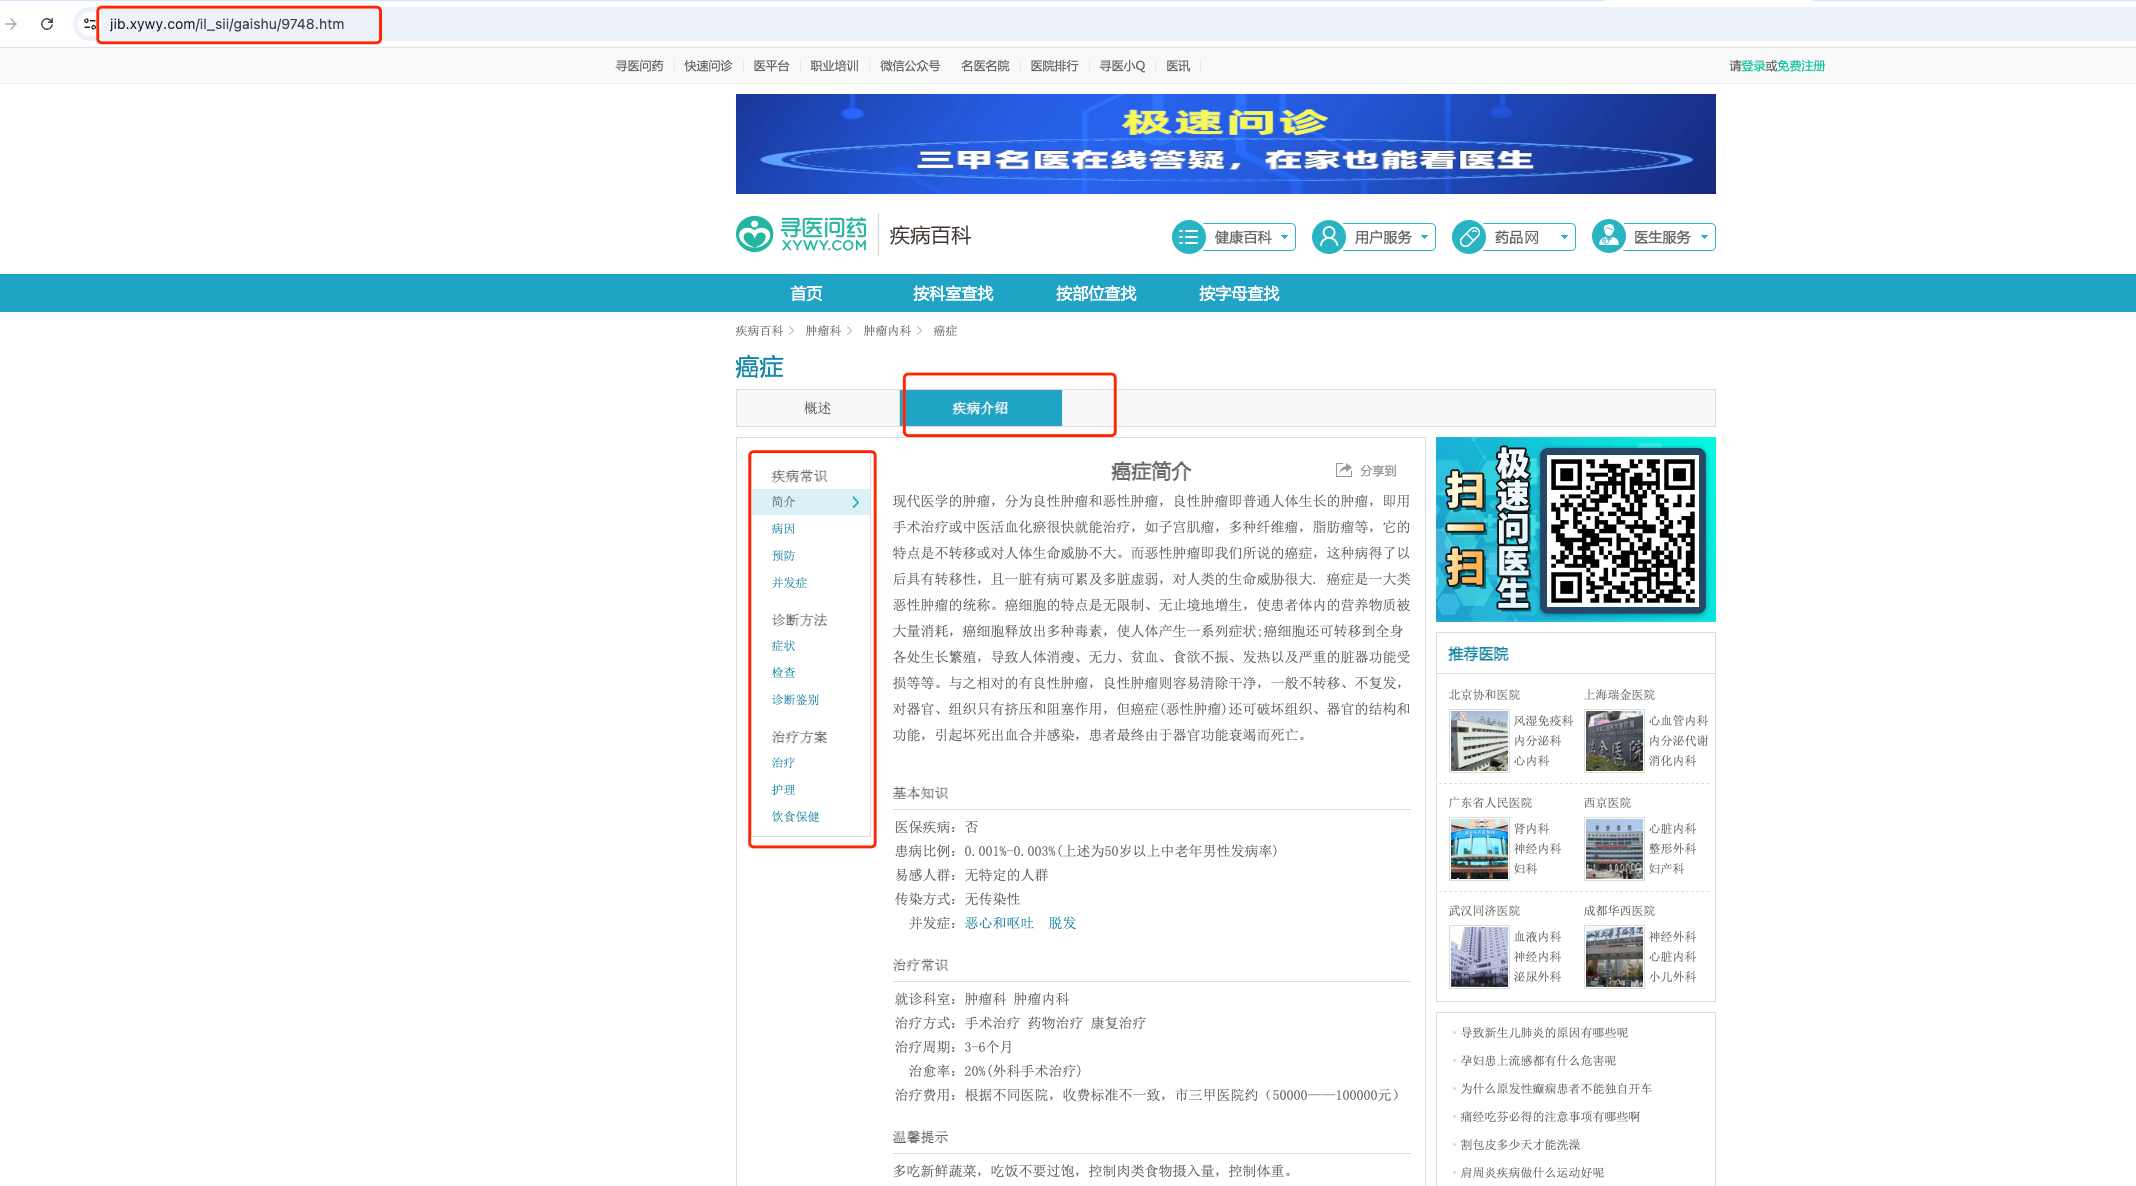 jib.xywy.com/il_sii/gaishu/9748.htm
寻医问药 快速问诊 医平台 职业培训 微信公众号 名医名院 医院排行 寻医小Q 医讯
请登录或免费注册
极速问诊
三甲名医在线答疑，在家也能看医生
寻医问药
XYWY.COM
疾病百科
健康百科 用户服务 药品网 医生服务
首页 按科室查找 按部位查找 按字母查找
疾病百科 肿瘤科 肿瘤内科 癌症
癌症
概述 疾病介绍
疾病常识
简介
病因
预防
并发症
诊断方法
症状
检查
诊断鉴别
治疗方案
治疗
护理
饮食保健
癌症简介
分享到
现代医学的肿瘤，分为良性肿瘤和恶性肿瘤，良性肿瘤即普通人体生长的肿瘤，即用
手术治疗或中医活血化瘀很快就能治疗，如子宫肌瘤，多种纤维瘤，脂肪瘤等，它的
特点是不转移或对人体生命威胁不大。而恶性肿瘤即我们所说的癌症，这种病得了以
后具有转移性，且一脏有病可累及多脏虚弱，对人类的生命威胁很大．癌症是一大类
恶性肿瘤的统称。癌细胞的特点是无限制、无止境地增生，使患者体内的营养物质被
大量消耗，癌细胞释放出多种毒素，使人体产生一系列症状;癌细胞还可转移到全身
各处生长繁殖，导致人体消瘦、无力、贫血、食欲不振、发热以及严重的脏器功能受
损等等。与之相对的有良性肿瘤，良性肿瘤则容易清除干净，一般不转移、不复发，
对器官、组织只有挤压和阻塞作用，但癌症(恶性肿瘤)还可破坏组织、器官的结构和
功能，引起坏死出血合并感染，患者最终由于器官功能衰竭而死亡。
基本知识
医保疾病：否
患病比例：0.001%-0.003%(上述为50岁以上中老年男性发病率)
易感人群：无特定的人群
传染方式：无传染性
并发症：恶心和呕吐 脱发
治疗常识
就诊科室：肿瘤科 肿瘤内科
治疗方式：手术治疗 药物治疗 康复治疗
治疗周期：3-6个月
治愈率：20%(外科手术治疗)
治疗费用：根据不同医院，收费标准不一致，市三甲医院约（50000——100000元）
温馨提示
多吃新鲜蔬菜，吃饭不要过饱，控制肉类食物摄入量，控制体重。
扫一扫
极速问医生
推荐医院
北京协和医院 上海瑞金医院
风湿免疫科 心血管内科
内分泌科 内分泌代谢
心内科 消化内科
广东省人民医院 西京医院
肾内科 心脏内科
神经内科 整形外科
妇科 妇产科
武汉同济医院 成都华西医院
血液内科 神经外科
神经内科 心脏内科
泌尿外科 小儿外科
导致新生儿肺炎的原因有哪些呢
孕妇患上流感都有什么危害呢
为什么原发性癫痫患者不能独自开车
痛经吃芬必得的注意事项有哪些啊
割包皮多少天才能洗澡
肩周炎疾病做什么运动好呢